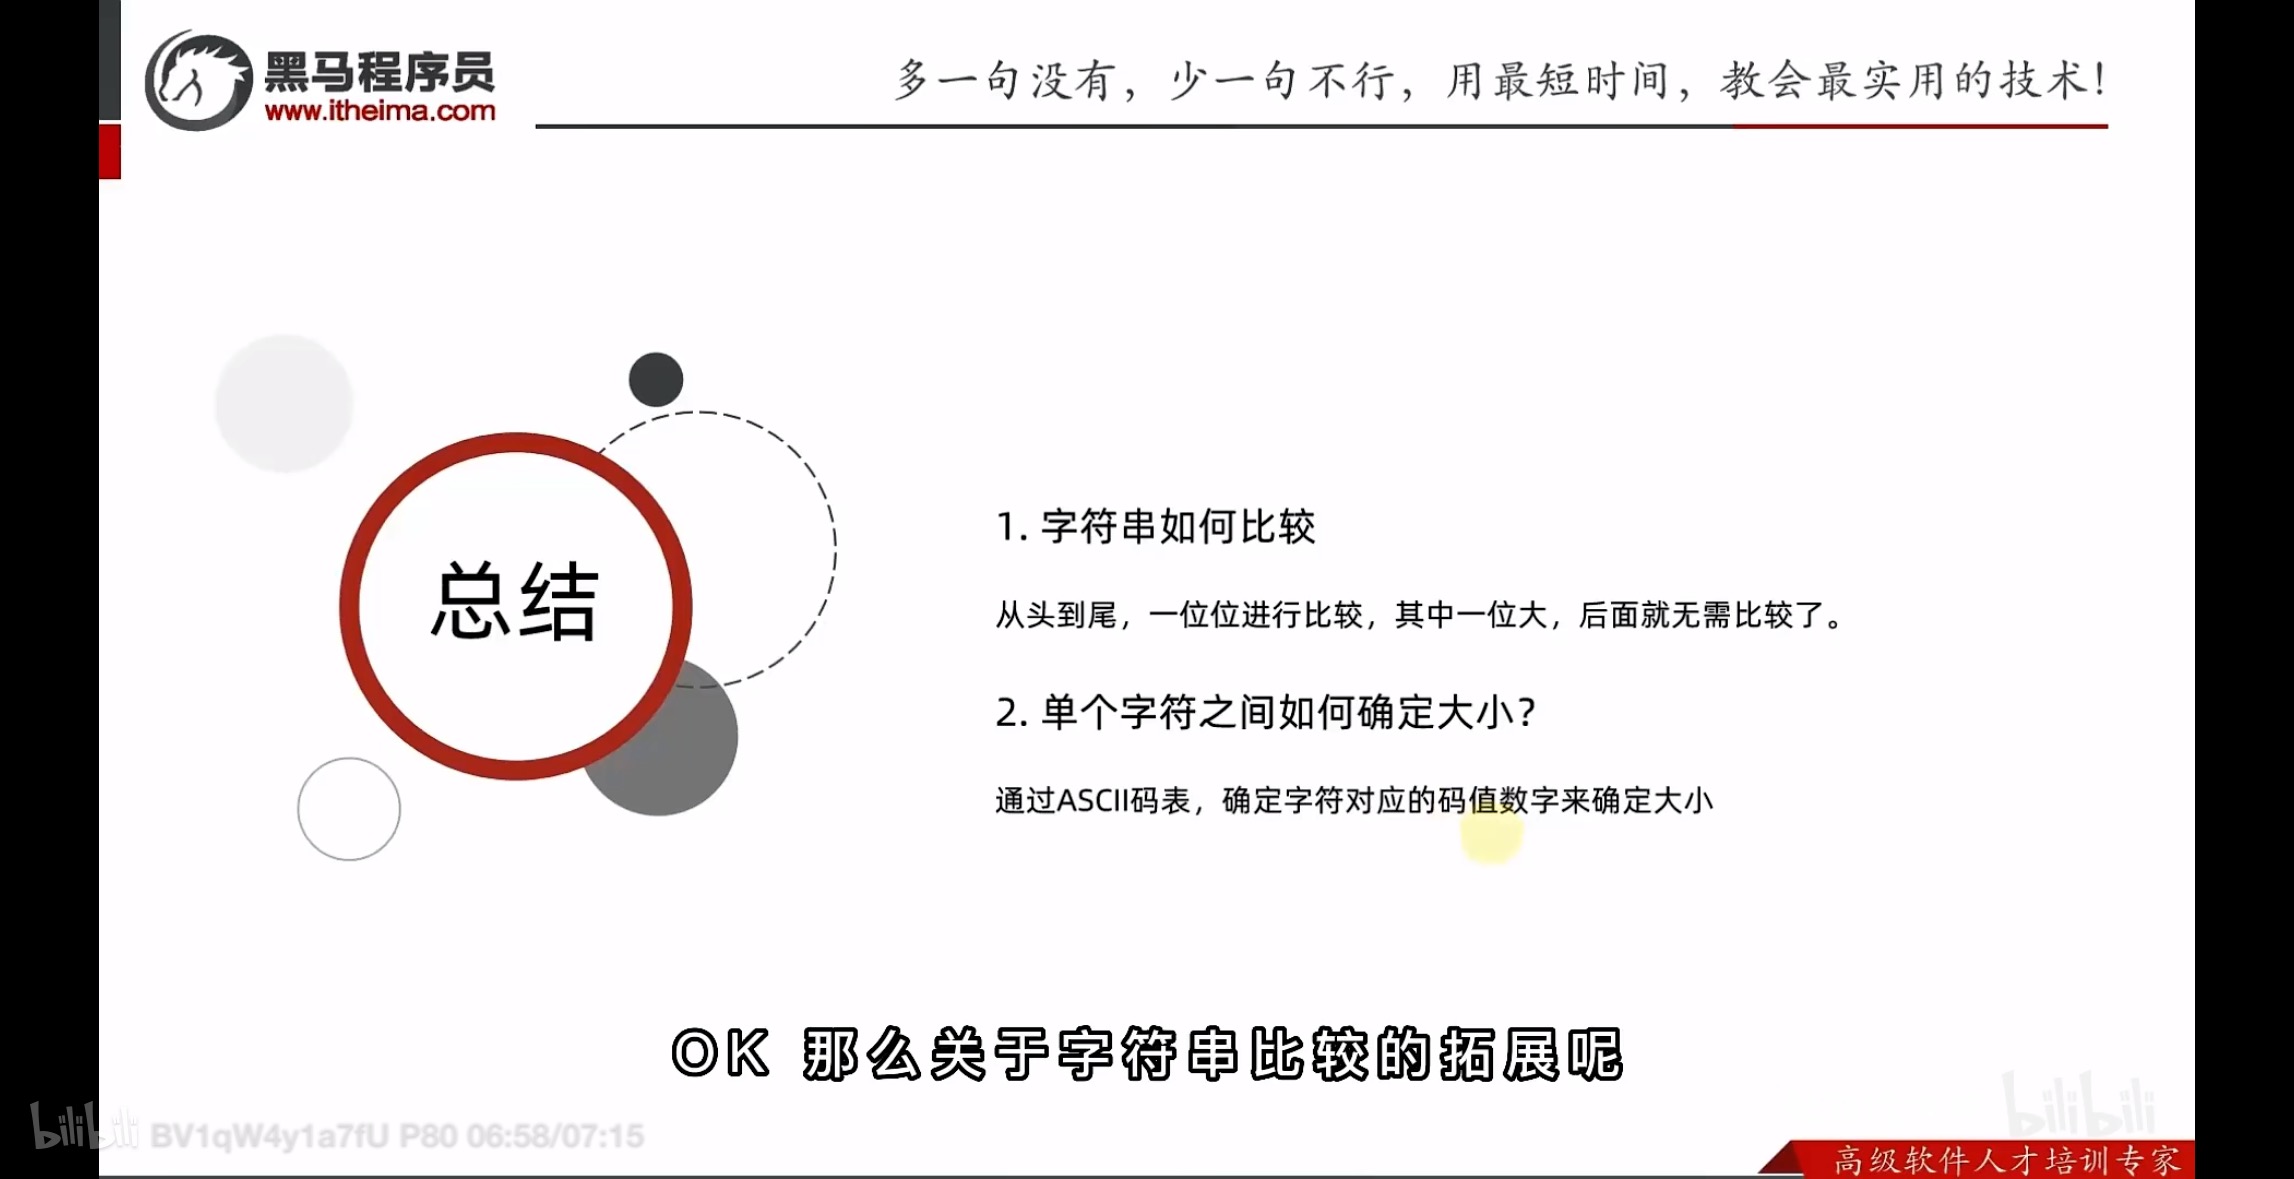 黑马程序员
www.itheima.com
多一句没有，少一句不行，用最短时间，教会最实用的技术！
总结
1. 字符串如何比较
从头到尾，一位位进行比较，其中一位大，后面就无需比较了。
2. 单个字符之间如何确定大小？
通过ASCII码表，确定字符对应的码值数字来确定大小
OK 那么关于字符串比较的拓展呢
bilibili BV1qW4y1a7fU P80 06:58/07:15
bilibili
高级软件人才培训专家